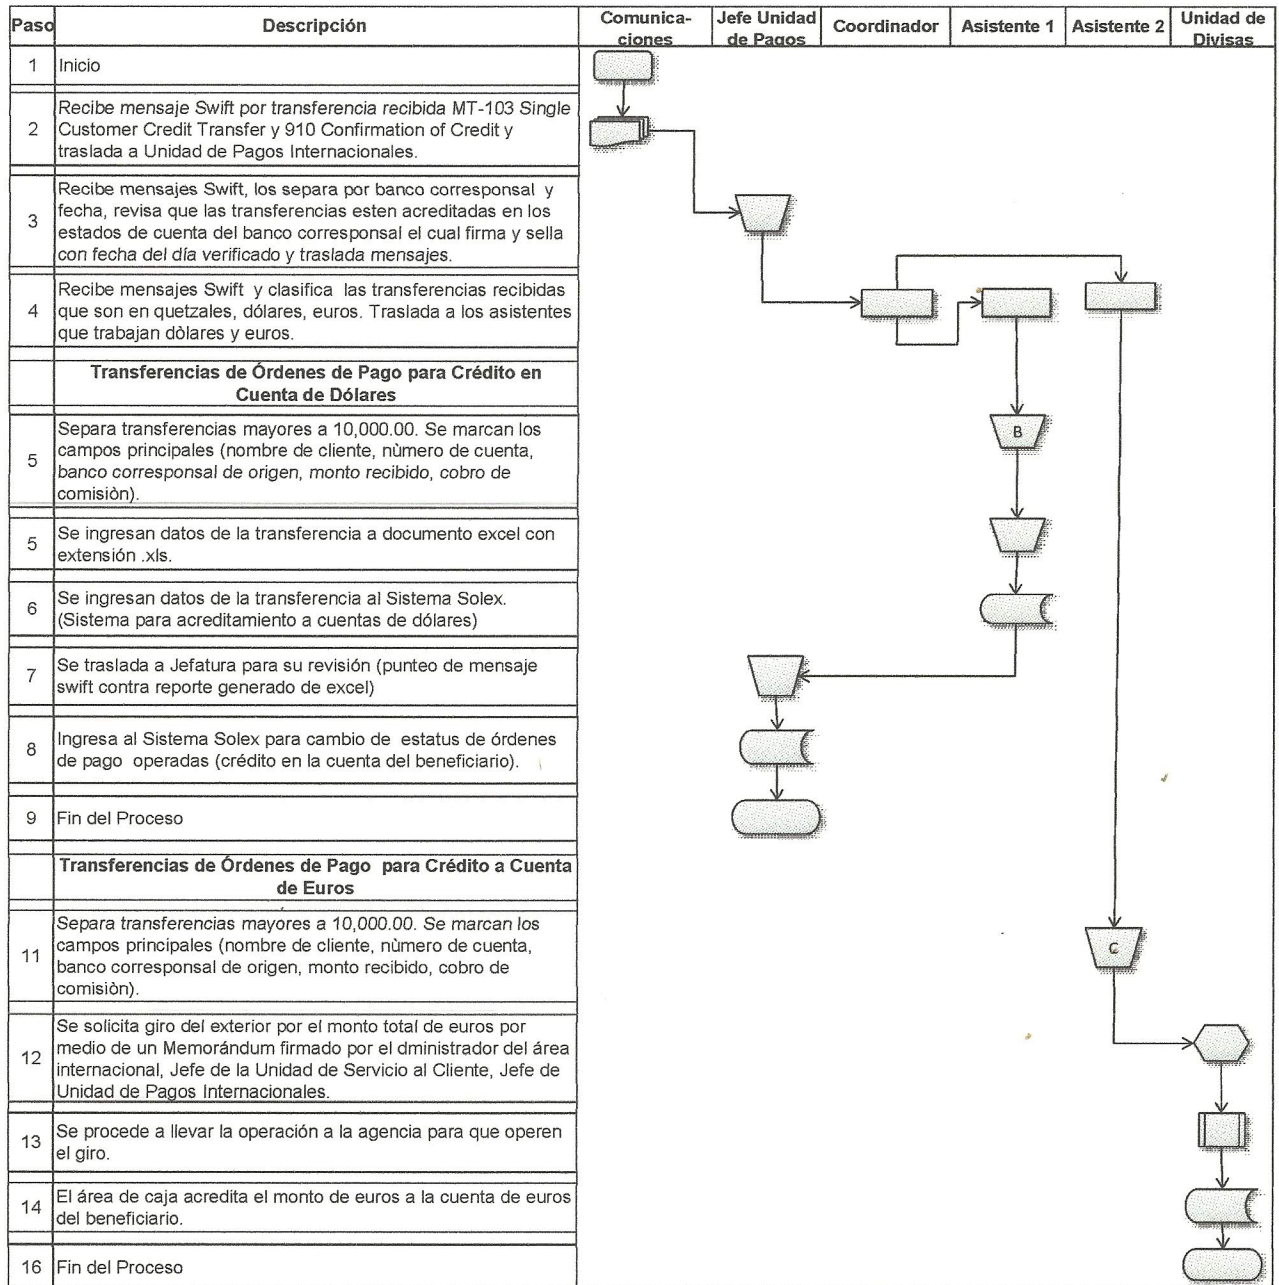 Paso
Descripción
Comunica-
ciones
Jefe Unidad
de Pagos
Coordinador
Asistente 1
Asistente 2
Unidad de
Divisas
1
Inicio
2
Recibe mensaje Swift por transferencia recibida MT-103 Single
Customer Credit Transfer y 910 Confirmation of Credit y
traslada a Unidad de Pagos Internacionales.
3
Recibe mensajes Swift, los separa por banco corresponsal y
fecha, revisa que las transferencias esten acreditadas en los
estados de cuenta del banco corresponsal el cual firma y sella
con fecha del día verificado y traslada mensajes.
4
Recibe mensajes Swift y clasifica las transferencias recibidas
que son en quetzales, dólares, euros. Traslada a los asistentes
que trabajan dòlares y euros.
Transferencias de Órdenes de Pago para Crédito en
Cuenta de Dólares
5
Separa transferencias mayores a 10,000.00. Se marcan los
campos principales (nombre de cliente, nùmero de cuenta,
banco corresponsal de origen, monto recibido, cobro de
comisiòn).
B
5
Se ingresan datos de la transferencia a documento excel con
extensión .xls.
6
Se ingresan datos de la transferencia al Sistema Solex.
(Sistema para acreditamiento a cuentas de dólares)
7
Se traslada a Jefatura para su revisión (punteo de mensaje
swift contra reporte generado de excel)
8
Ingresa al Sistema Solex para cambio de estatus de órdenes
de pago operadas (crédito en la cuenta del beneficiario).
9
Fin del Proceso
Transferencias de Órdenes de Pago para Crédito a Cuenta
de Euros
11
Separa transferencias mayores a 10,000.00. Se marcan los
campos principales (nombre de cliente, nùmero de cuenta,
banco corresponsal de origen, monto recibido, cobro de
comisiòn).
C
12
Se solicita giro del exterior por el monto total de euros por
medio de un Memorándum firmado por el dministrador del área
internacional, Jefe de la Unidad de Servicio al Cliente, Jefe de
Unidad de Pagos Internacionales.
13
Se procede a llevar la operación a la agencia para que operen
el giro.
14
El área de caja acredita el monto de euros a la cuenta de euros
del beneficiario.
16
Fin del Proceso